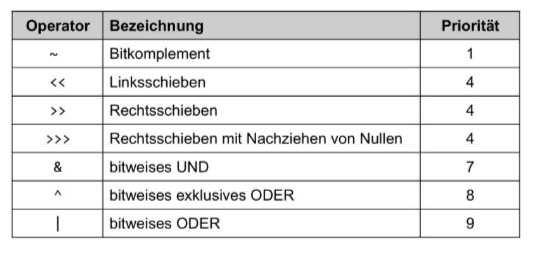 Operator Bezeichnung Priorität
~ Bitkomplement 1
<< Linksschieben 4
>> Rechtsschieben 4
>>> Rechtsschieben mit Nachziehen von Nullen 4
& bitweises UND 7
^ bitweises exklusives ODER 8
| bitweises ODER 9